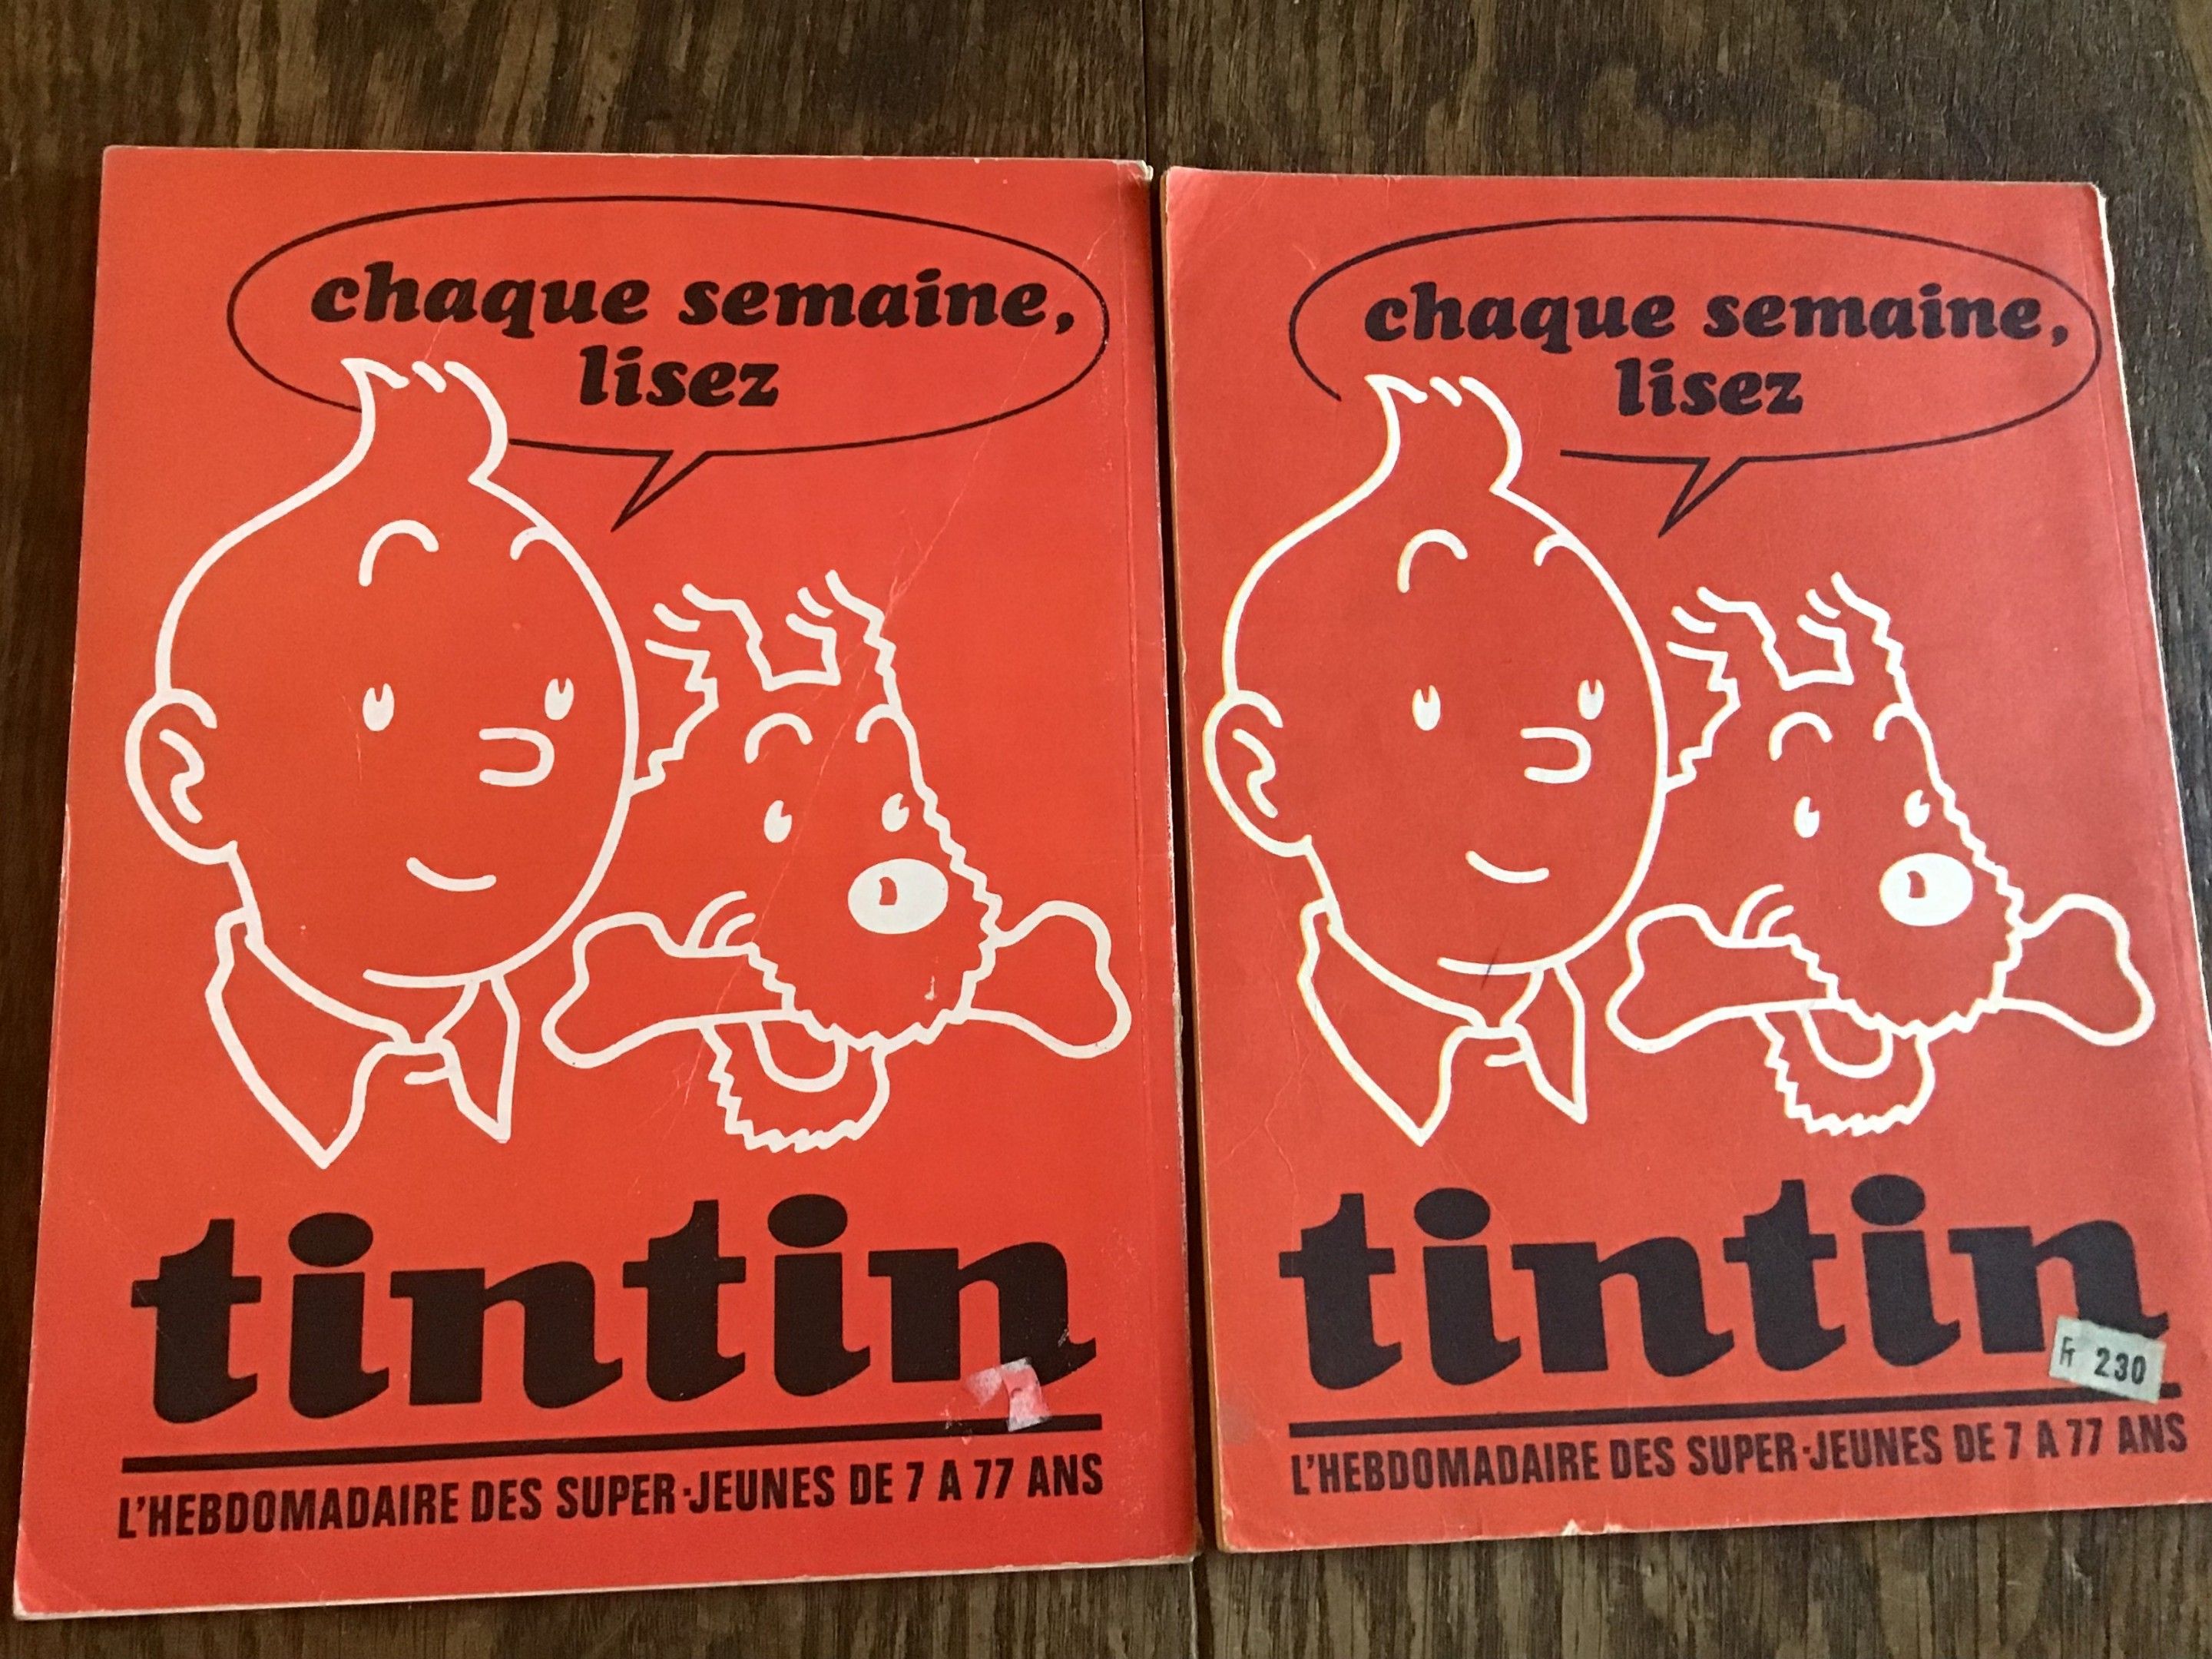 chaque semaine,
lisez
tintin
L'HEBDOMADAIRE DES SUPER-JEUNES DE 7 A 77 ANS
chaque semaine,
lisez
tintin
Fr 230
L'HEBDOMADAIRE DES SUPER-JEUNES DE 7 A 77 ANS